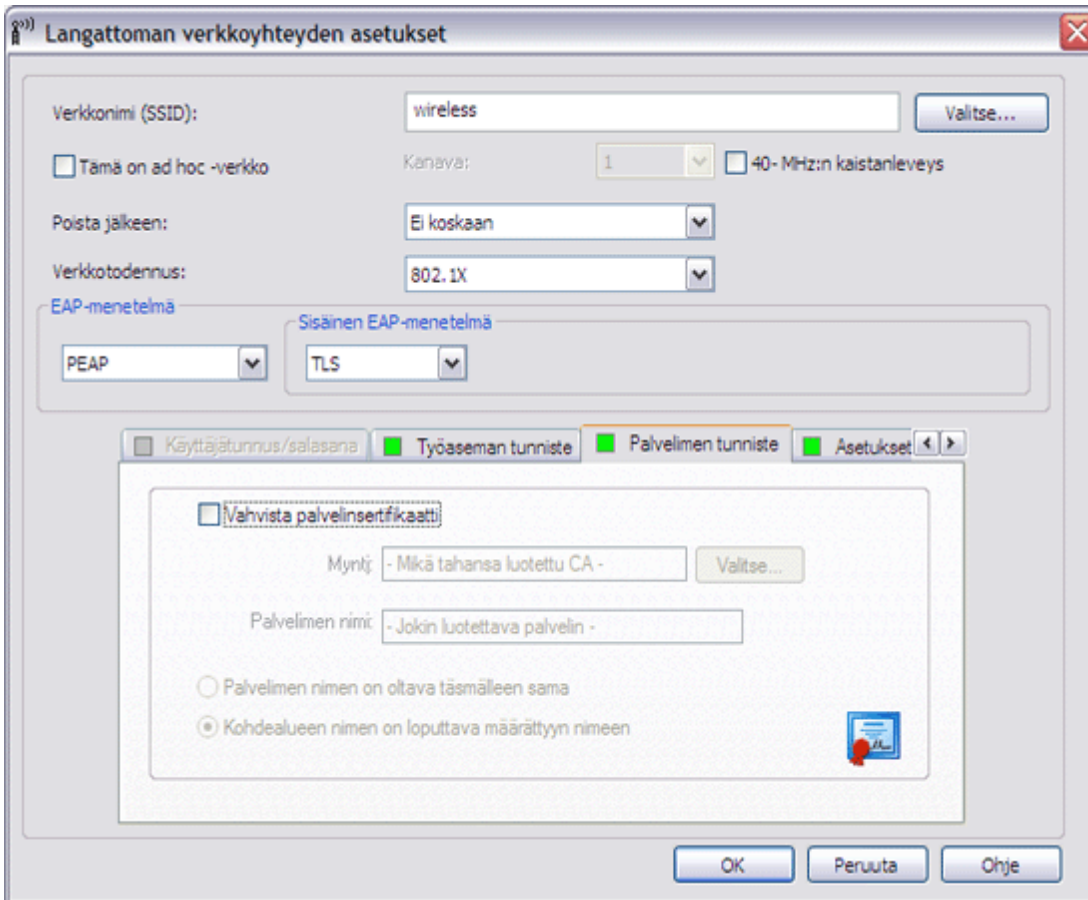 Langattoman verkkoyhteyden asetukset
Verkkonimi (SSID): wireless Valitse...
Tämä on ad hoc -verkko Kanava: 1 40- MHz:n kaistanleveys
Poista jälkeen: Ei koskaan
Verkkotodennus: 802.1X
EAP-menetelmä
Sisäinen EAP-menetelmä
PEAP TLS
Käyttäjätunnus/salasana Työaseman tunniste Palvelimen tunniste Asetukset
Vahvista palvelinsertifikaatti
Myntj: - Mikä tahansa luotettu CA - Valitse...
Palvelimen nimi: - Jokin luotettava palvelin -
Palvelimen nimen on oltava täsmälleen sama
Kohdealueen nimen on loputtava määrättyyn nimeen
OK Peruuta Ohje